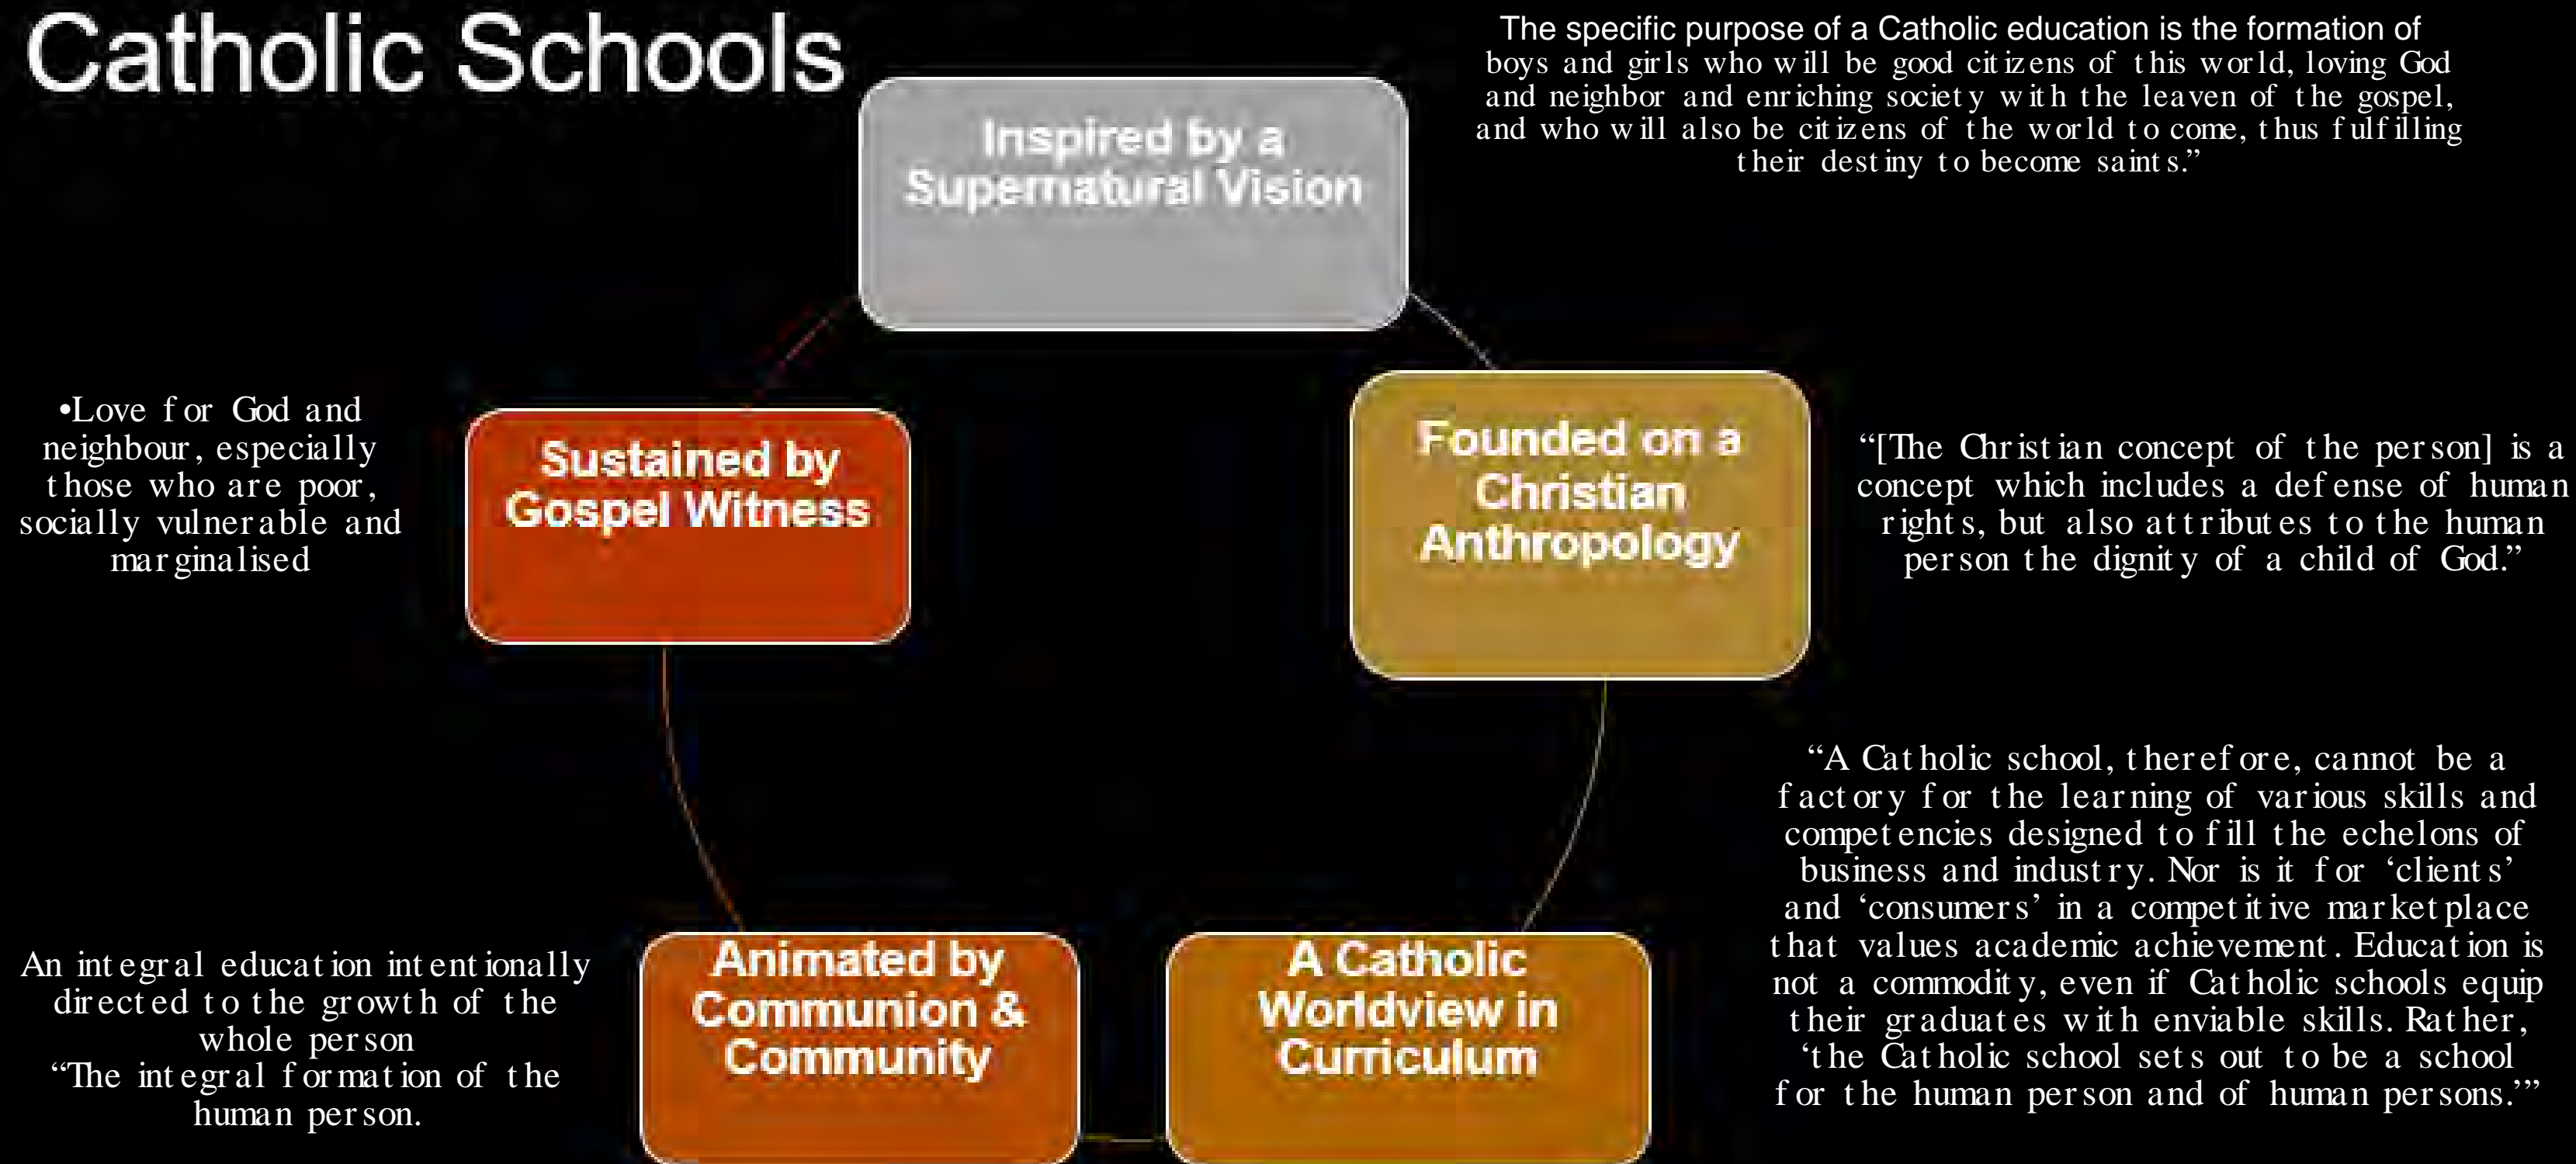 Catholic Schools
The specific purpose of a Catholic education is the formation of
boys and girls who will be good citizens of this world, loving God
and neighbor and enriching society with the leaven of the gospel,
and who will also be citizens of the world to come, thus fulfilling
their destiny to become saints.”
Inspired by a
Supernatural Vision
•Love for God and
neighbour, especially
those who are poor,
socially vulnerable and
marginalised
Sustained by
Gospel Witness
Founded on a
Christian
Anthropology
“[The Christian concept of the person] is a
concept which includes a defense of human
rights, but also attributes to the human
person the dignity of a child of God.”
“A Catholic school, therefore, cannot be a
factory for the learning of various skills and
competencies designed to fill the echelons of
business and industry. Nor is it for ‘clients’
and ‘consumers’ in a competitive marketplace
that values academic achievement. Education is
not a commodity, even if Catholic schools equip
their graduates with enviable skills. Rather,
‘the Catholic school sets out to be a school
for the human person and of human persons.’”
An integral education intentionally
directed to the growth of the
whole person
“The integral formation of the
human person.
Animated by
Communion &
Community
A Catholic
Worldview in
Curriculum